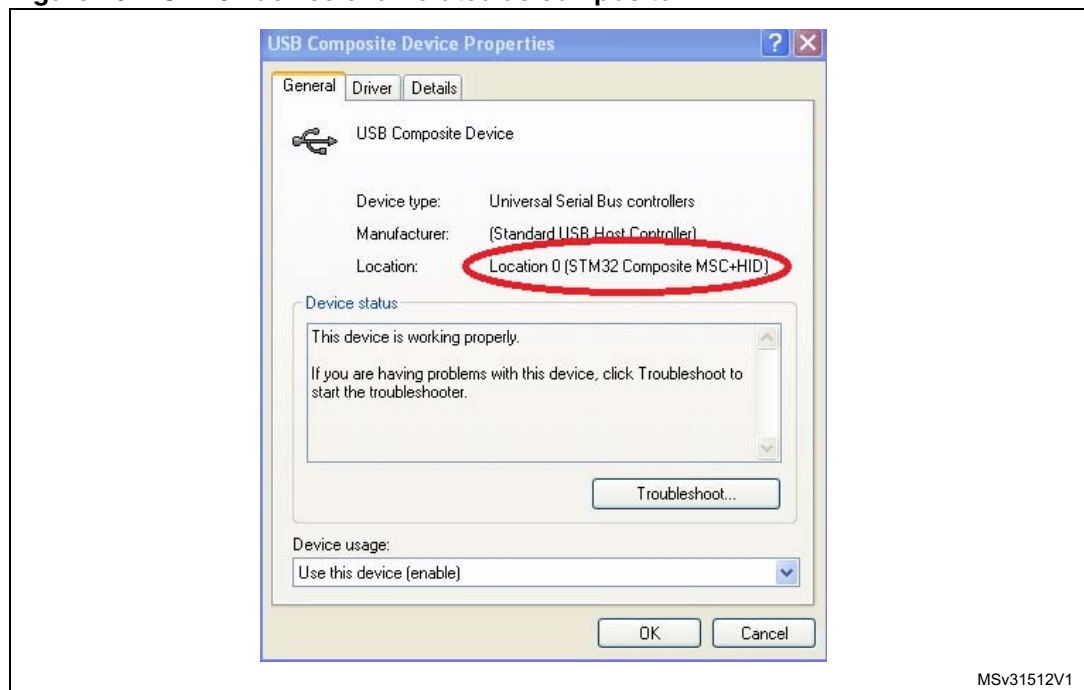 USB Composite Device Properties
General Driver Details
USB Composite Device
Device type: Universal Serial Bus controllers
Manufacturer: (Standard USB Host Controller)
Location: Location 0 (STM32 Composite MSC+HID)
Device status
This device is working properly.
If you are having problems with this device, click Troubleshoot to
start the troubleshooter.
Troubleshoot...
Device usage:
Use this device (enable)
OK Cancel
MSv31512V1